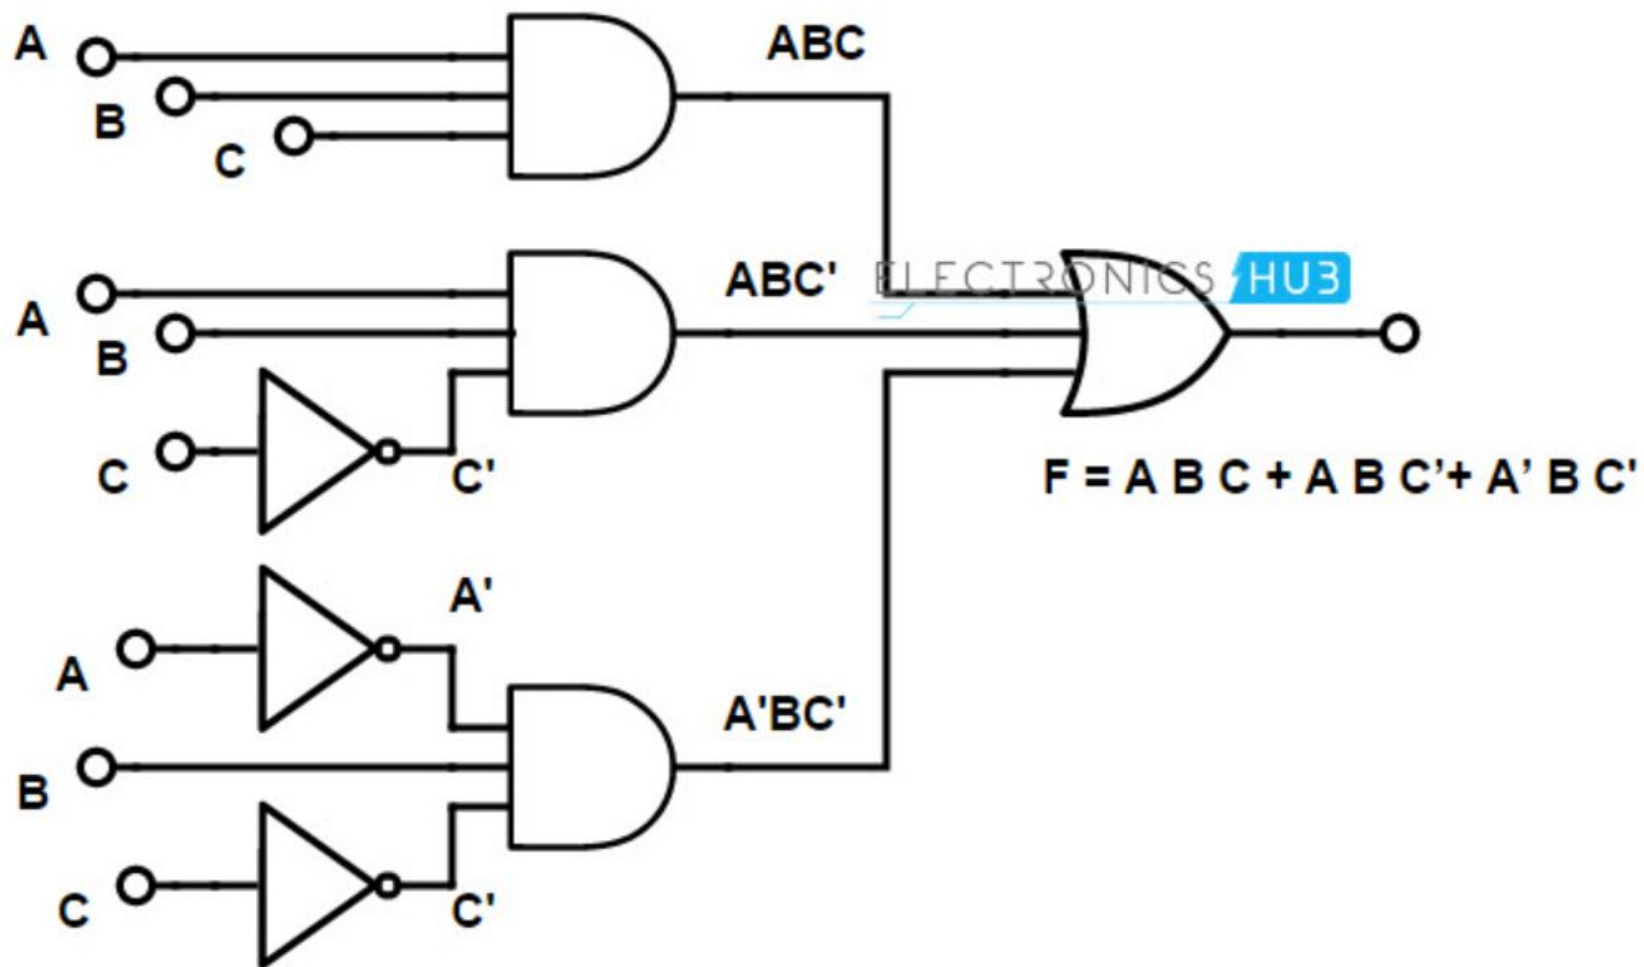 A
ABC
B
C
A
ABC'
ELECTRONICS HUB
B
C
C'
F = A B C + A B C’+ A’ B C'
A'
A
A'BC'
B
C
C'